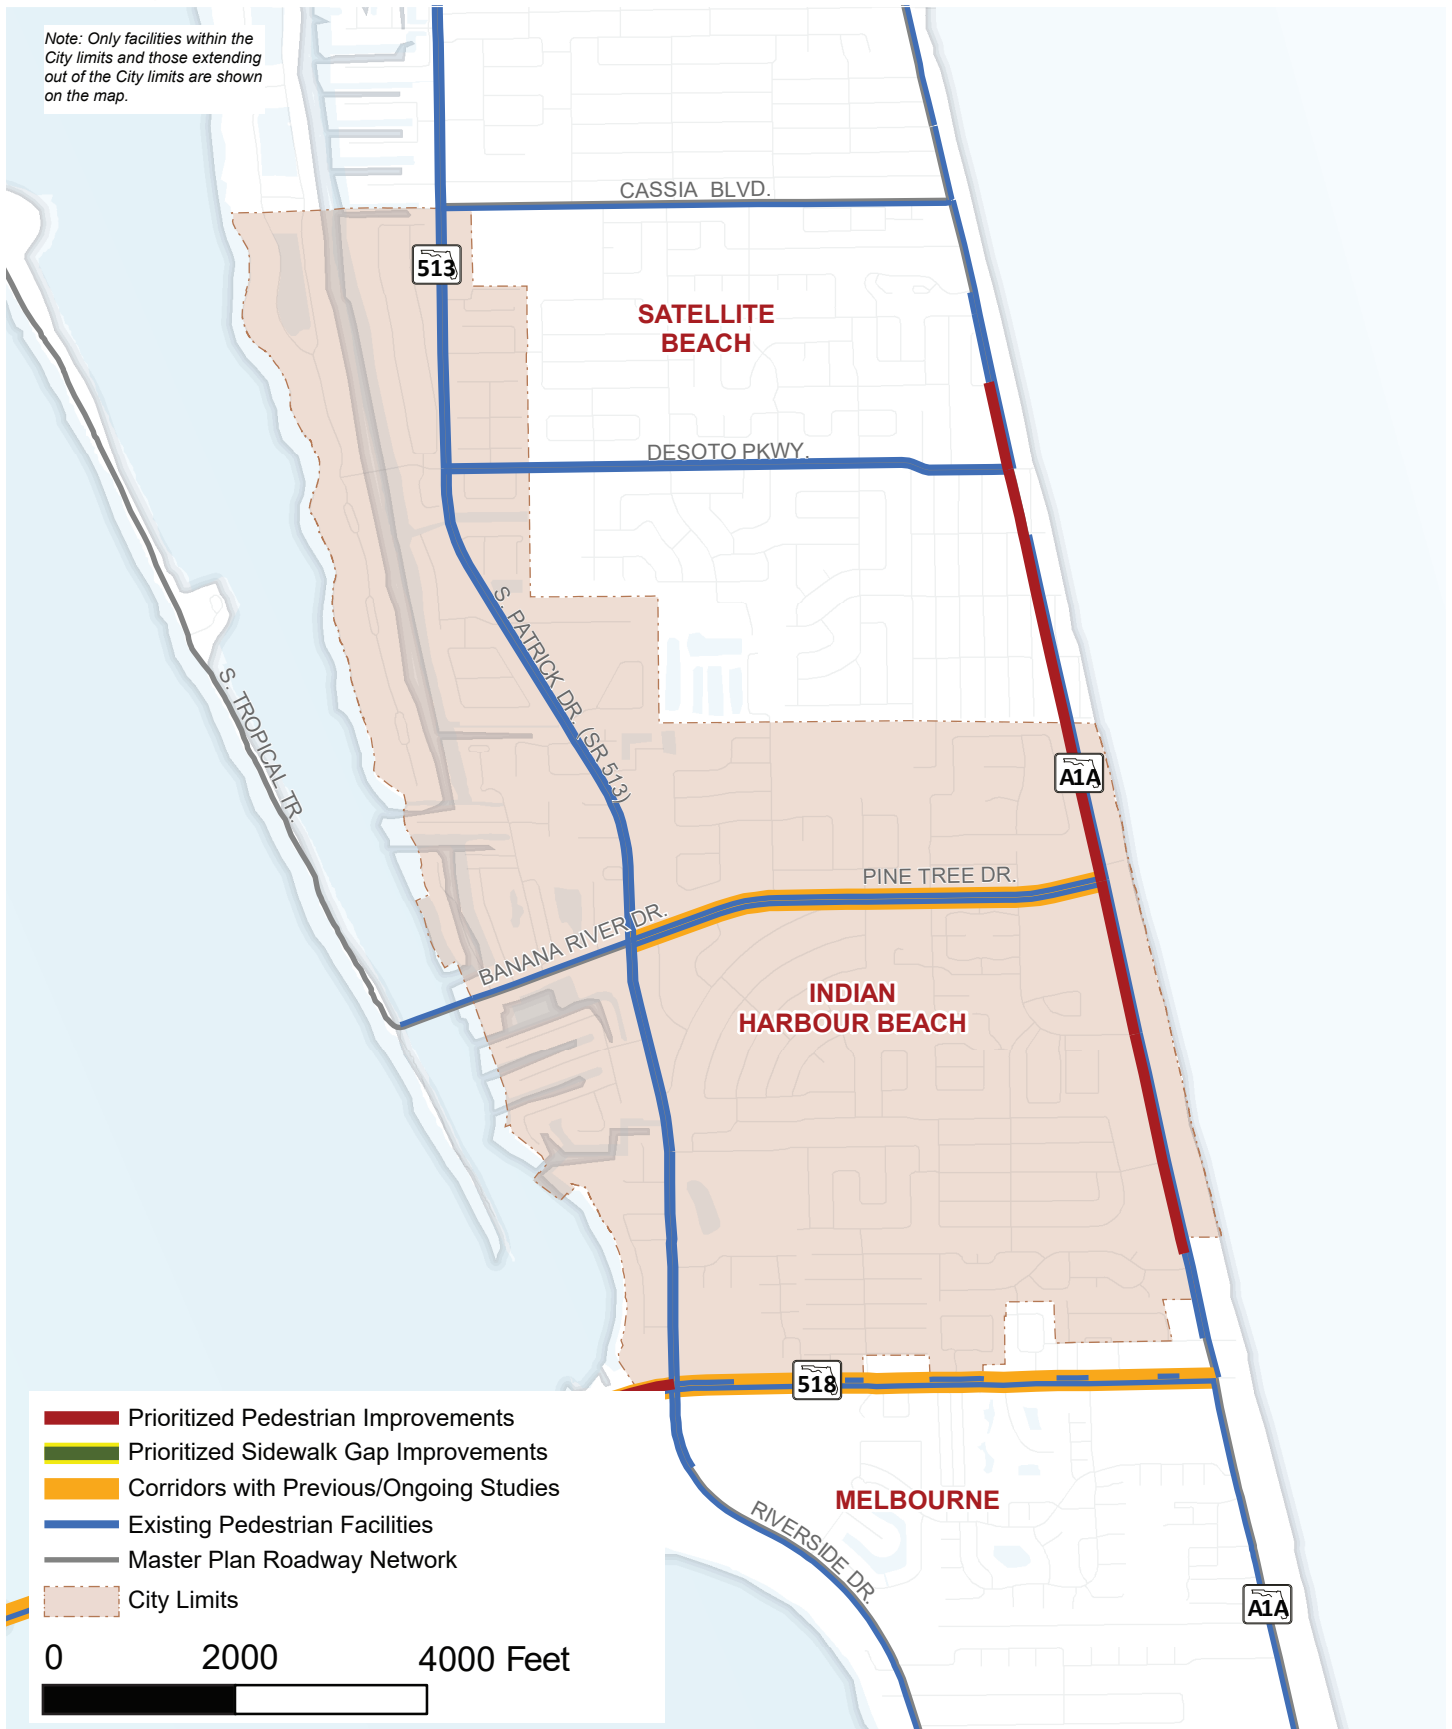 Note: Only facilities within the
City limits and those extending
out of the City limits are shown
on the map.
CASSIA BLVD.
513
SATELLITE
BEACH
DESOTO PKWY.
S. PATRICK DR. (SR 513)
S. TROPICAL TR.
A1A
PINE TREE DR.
BANANA RIVER DR.
INDIAN
HARBOUR BEACH
518
MELBOURNE
RIVERSIDE DR.
A1A
Prioritized Pedestrian Improvements
Prioritized Sidewalk Gap Improvements
Corridors with Previous/Ongoing Studies
Existing Pedestrian Facilities
Master Plan Roadway Network
City Limits
0 2000 4000 Feet